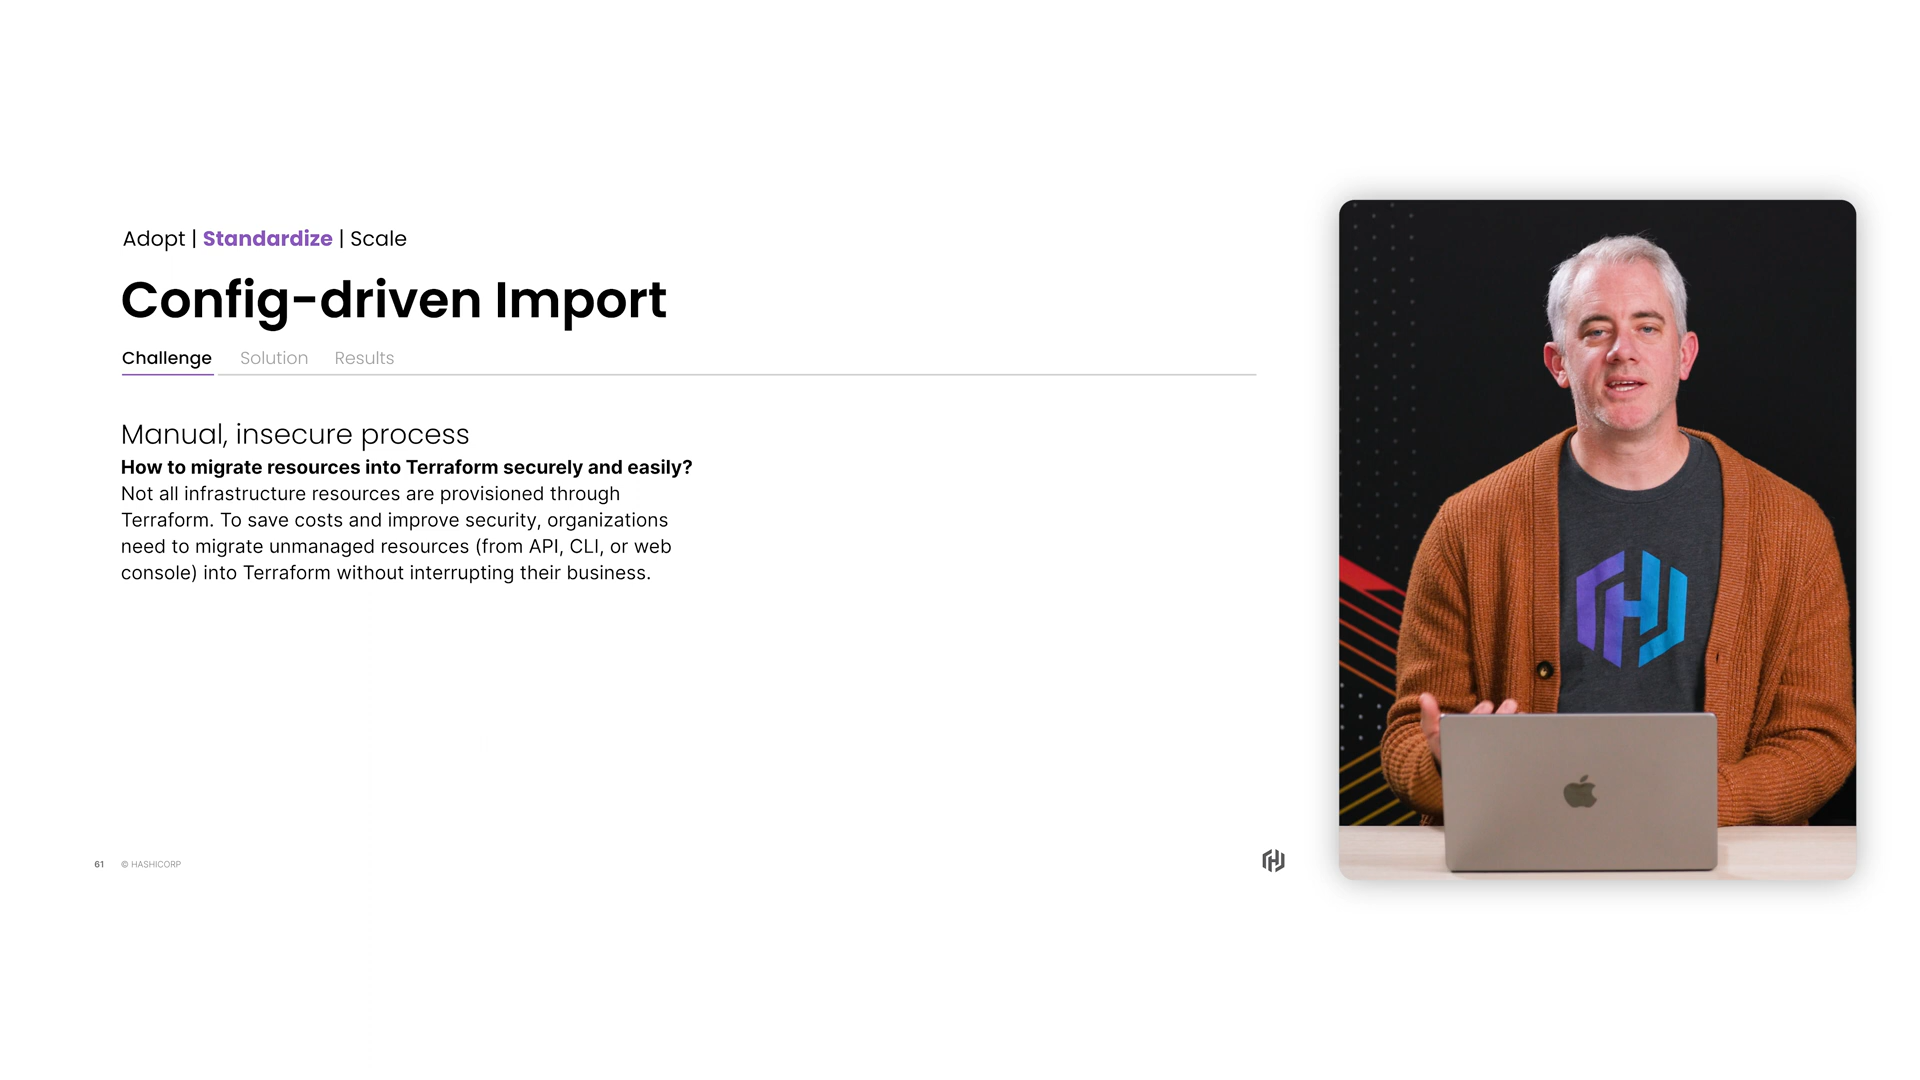 Adopt | Standardize | Scale
Config-driven Import
Challenge Solution Results
Manual, insecure process
How to migrate resources into Terraform securely and easily?
Not all infrastructure resources are provisioned through
Terraform. To save costs and improve security, organizations
need to migrate unmanaged resources (from API, CLI, or web
console) into Terraform without interrupting their business.
61 © HASHICORP